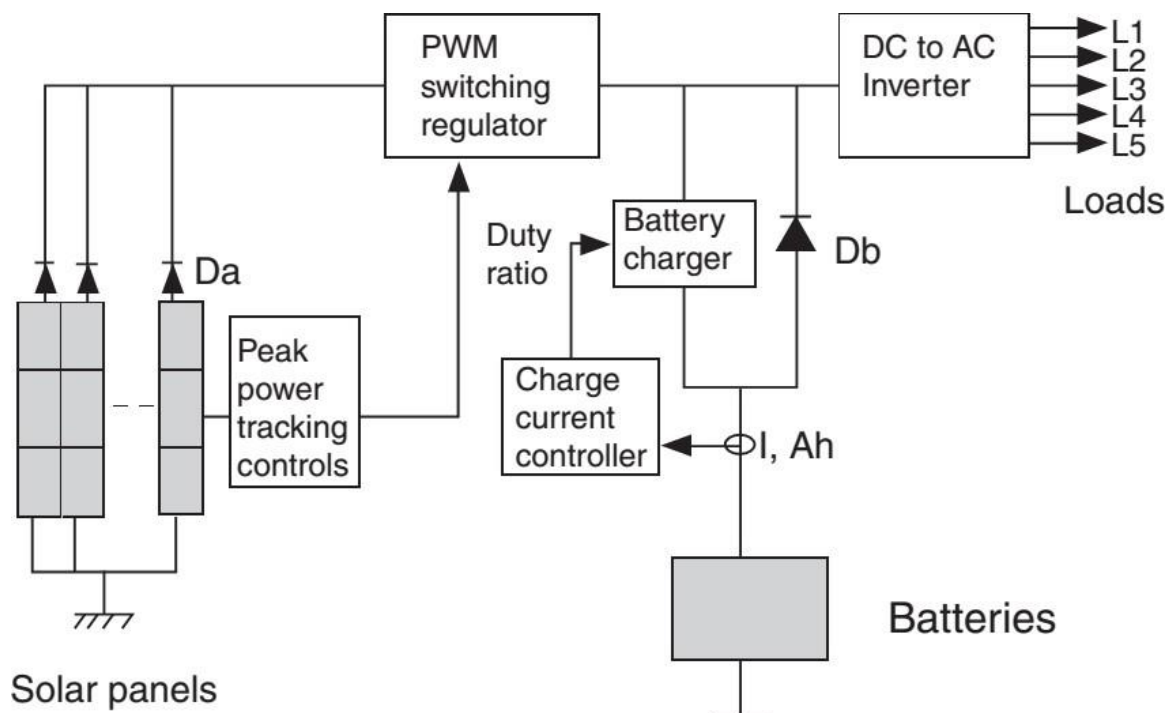 PWM
switching
regulator
DC to AC
Inverter
L1
L2
L3
L4
L5
Loads
Battery
charger
Duty
ratio
Db
Da
Peak
power
tracking
controls
Charge
current
controller
I, Ah
Batteries
Solar panels